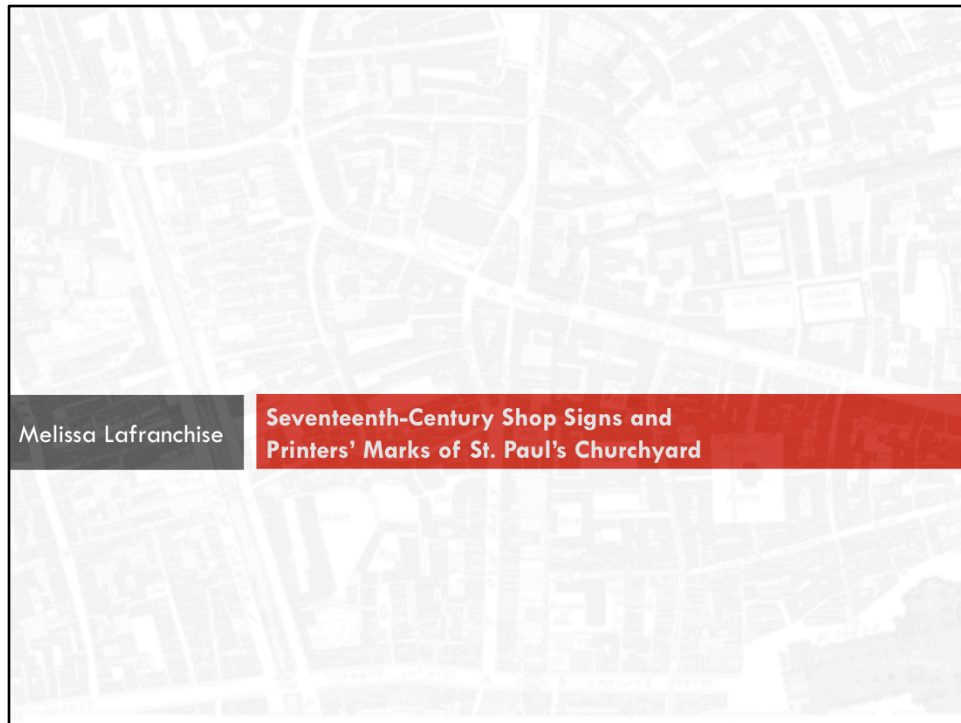 Melissa Lafranchise
Seventeenth-Century Shop Signs and
Printers’ Marks of St. Paul’s Churchyard